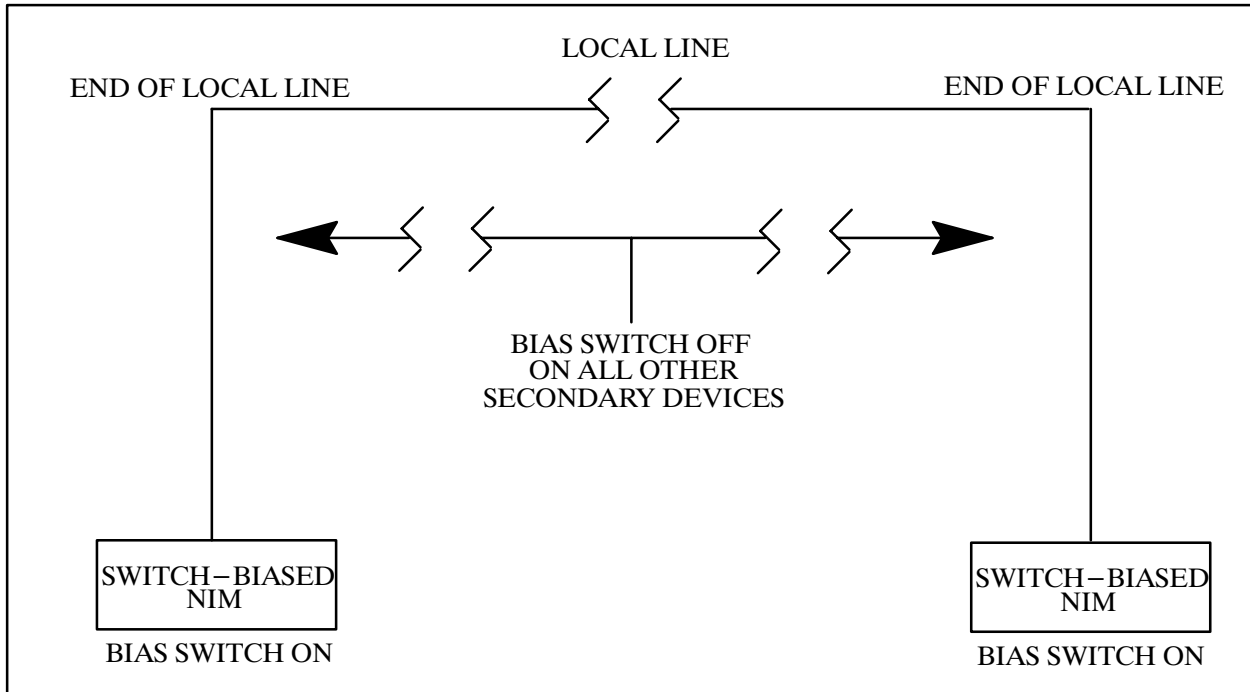 LOCAL LINE
END OF LOCAL LINE
END OF LOCAL LINE
BIAS SWITCH OFF
ON ALL OTHER
SECONDARY DEVICES
SWITCH−BIASED
NIM
BIAS SWITCH ON
SWITCH−BIASED
NIM
BIAS SWITCH ON